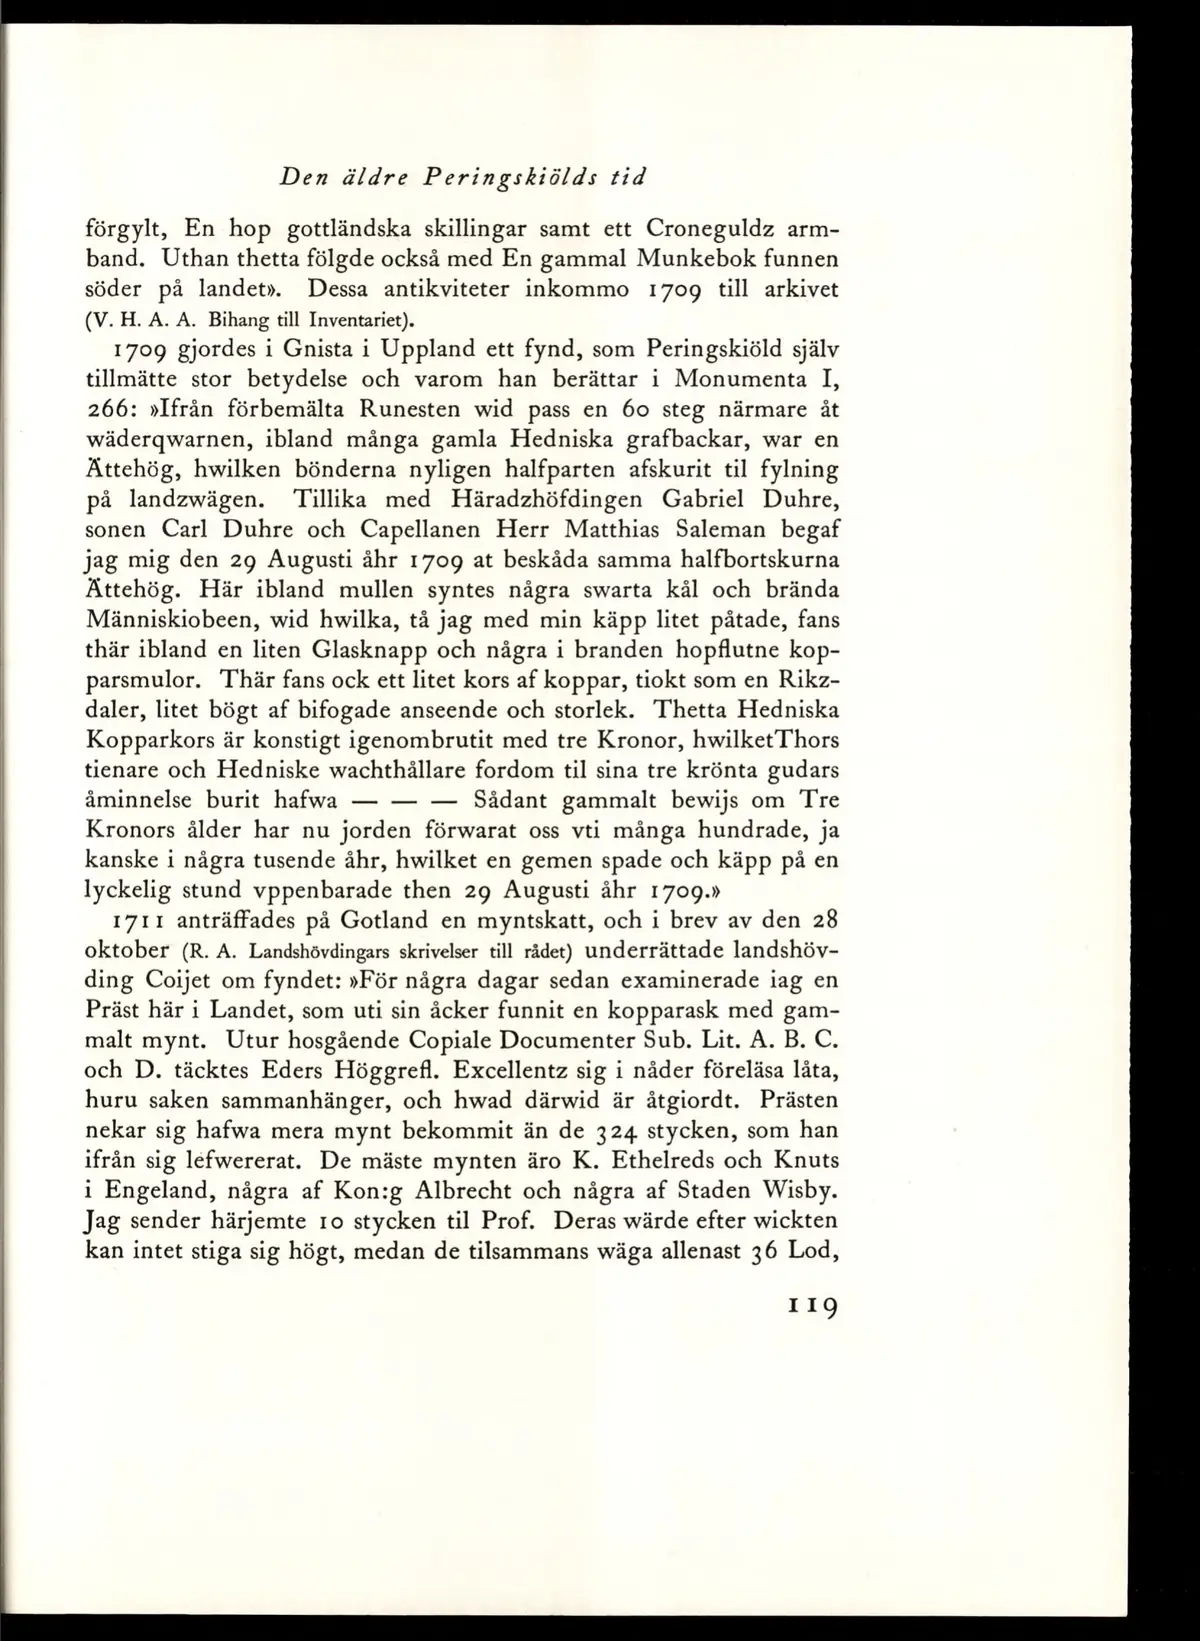 Den äldre Peringskiölds tid
förgylt, En hop gottländska skillingar samt ett Croneguldz arm-
band. Uthan thetta fölgde också med En gammal Munkebok funnen
söder på landet». Dessa antikviteter inkommo 1709 till arkivet
(V. H. A. A. Bihang till Inventariet).
1709 gjordes i Gnista i Uppland ett fynd, som Peringskiöld själv
tillmätte stor betydelse och varom han berättar i Monumenta I,
266: »Ifrån förbemälta Runesten wid pass en 60 steg närmare åt
wäderqwarnen, ibland många gamla Hedniska grafbackar, war en
Ättehög, hwilken bönderna nyligen halfparten afskurit til fylning
på landzwägen. Tillika med Häradzhöfdingen Gabriel Duhre,
sonen Carl Duhre och Capellanen Herr Matthias Saleman begaf
jag mig den 29 Augusti åhr 1709 at beskåda samma halfbortskurna
Ättehög. Här ibland mullen syntes några swarta kål och brända
Människiobeen, wid hwilka, tå jag med min käpp litet påtade, fans
thär ibland en liten Glasknapp och några i branden hopflutne kop-
parsmulor. Thär fans ock ett litet kors af koppar, tiokt som en Rikz-
daler, litet bögt af bifogade anseende och storlek. Thetta Hedniska
Kopparkors är konstigt igenombrutit med tre Kronor, hwilketThors
tienare och Hedniske wachthållare fordom til sina tre krönta gudars
åminnelse burit hafwa — — — Sådant gammalt bewijs om Tre
Kronors ålder har nu jorden förwarat oss vti många hundrade, ja
kanske i några tusende åhr, hwilket en gemen spade och käpp på en
lyckelig stund vppenbarade then 29 Augusti åhr 1709.»
1711 anträffades på Gotland en myntskatt, och i brev av den 28
oktober (R. A. Landshövdingars skrivelser till rådet) underrättade landshöv-
ding Coijet om fyndet: »För några dagar sedan examinerade iag en
Präst här i Landet, som uti sin åcker funnit en kopparask med gam-
malt mynt. Utur hosgående Copiale Documenter Sub. Lit. A. B. C.
och D. täcktes Eders Höggrefl. Excellentz sig i nåder föreläsa låta,
huru saken sammanhänger, och hwad därwid är åtgiordt. Prästen
nekar sig hafwa mera mynt bekommit än de 324 stycken, som han
ifrån sig lefwererat. De mäste mynten äro K. Ethelreds och Knuts
i Engeland, några af Kon:g Albrecht och några af Staden Wisby.
Jag sender härjemte 10 stycken til Prof. Deras wärde efter wickten
kan intet stiga sig högt, medan de tilsammans wäga allenast 36 Lod,
119